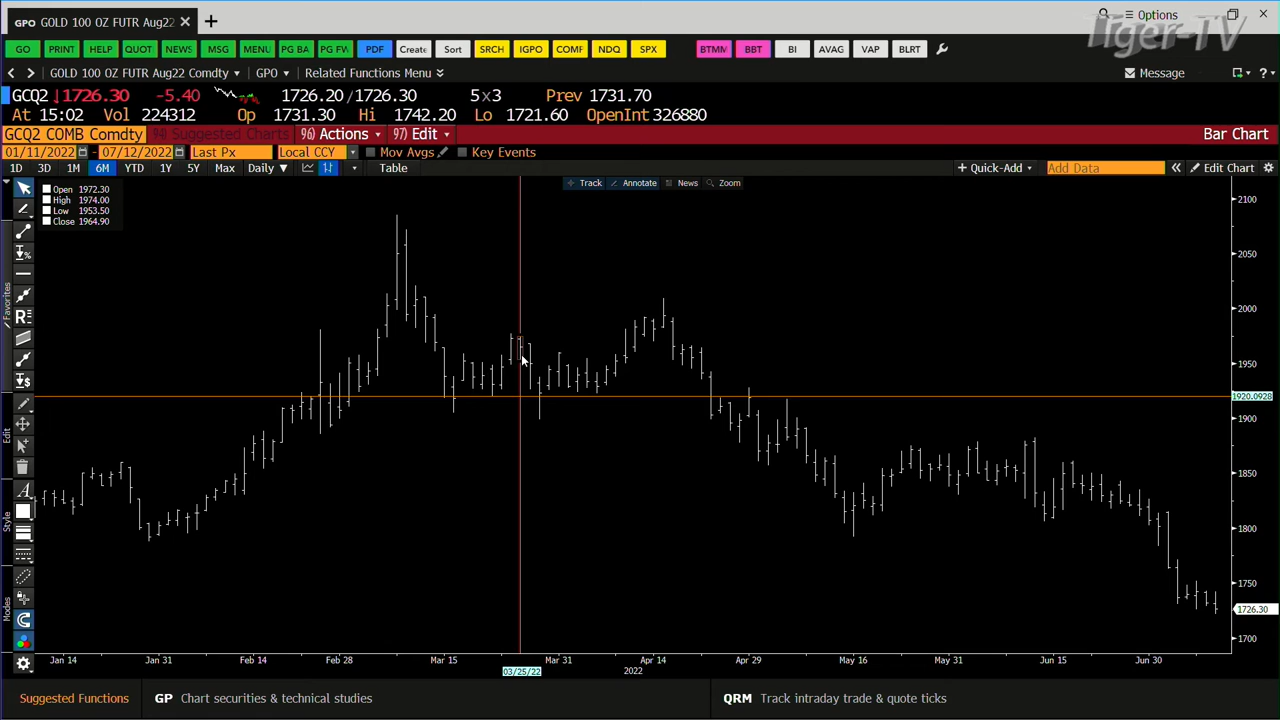 GPO GOLD 100 OZ FUTR Aug22 × +
Options
Tiger-TV
GO PRINT HELP QUOT NEWS MSG MENU PG BA PG FW PDF Create Sort SRCH IGPO COMF NDQ SPX BTMM BBT BI AVAG VAP BLRT
GOLD 100 OZ FUTR Aug22 Comdty GPO Related Functions Menu Message ?
GCQ2 ↓1726.30 -5.40 1726.20/1726.30 5x3 Prev 1731.70
At 15:02 Vol 224312 Op 1731.30 Hi 1742.20 Lo 1721.60 OpenInt 326880
GCQ2 COMB Comdty 94) Suggested Charts 96) Actions 97) Edit Bar Chart
01/11/2022 - 07/12/2022 Last Px Local CCY Mov Avgs Key Events
1D 3D 1M 6M YTD 1Y 5Y Max Daily Table + Quick-Add Add Data Edit Chart
Track Annotate News Zoom
Open 1972.30
High 1974.00
Low 1953.50
Close 1964.90
Favorites
Edit
Style
Modes
2100
2050
2000
1950
1920.0928
1900
1850
1800
1750
1726.30
1700
Jan 14 Jan 31 Feb 14 Feb 28 Mar 15 Mar 31 Apr 14 Apr 29 May 16 May 31 Jun 15 Jun 30
03/25/22 2022
Suggested Functions GP Chart securities & technical studies QRM Track intraday trade & quote ticks